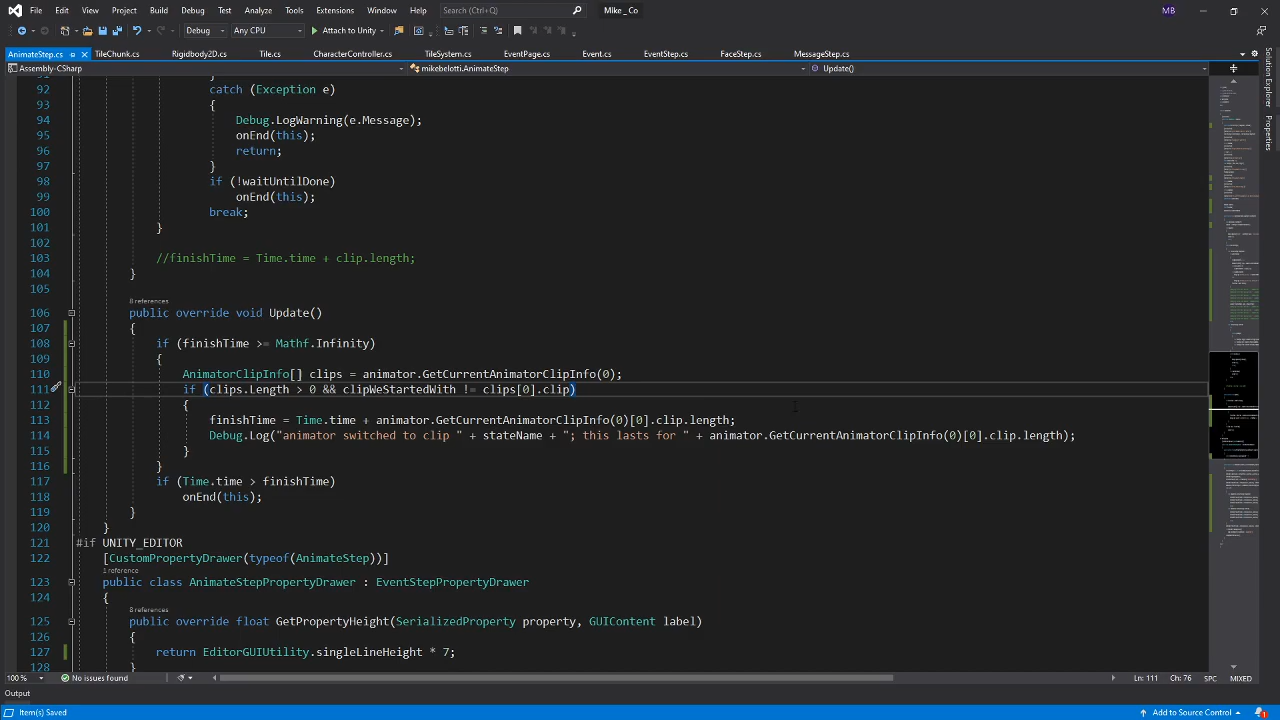 File Edit View Project Build Debug Test Analyze Tools Extensions Window Help Search (Ctrl+Q) Mike _ Co MB
Debug Any CPU Attach to Unity
AnimateStep.cs TileChunk.cs Rigidbody2D.cs Tile.cs CharacterController.cs TileSystem.cs EventPage.cs Event.cs EventStep.cs FaceStep.cs MessageStep.cs
Assembly-CSharp mikebelotti.AnimateStep Update()
Solution Explorer
Properties
91 }
92 catch (Exception e)
93 {
94 Debug.LogWarning(e.Message);
95 onEnd(this);
96 return;
97 }
98 if (!waitUntilDone)
99 onEnd(this);
100 break;
101 }
102
103 //finishTime = Time.time + clip.length;
104 }
105
8 references
106 public override void Update()
107 {
108 if (finishTime >= Mathf.Infinity)
109 {
110 AnimatorClipInfo[] clips = animator.GetCurrentAnimatorClipInfo(0);
111 if (clips.Length > 0 && clipWeStartedWith != clips[0].clip)
112 {
113 finishTime = Time.time + animator.GetCurrentAnimatorClipInfo(0)[0].clip.length;
114 Debug.Log("animator switched to clip " + stateName + "; this lasts for " + animator.GetCurrentAnimatorClipInfo(0)[0].clip.length);
115 }
116 }
117 if (Time.time > finishTime)
118 onEnd(this);
119 }
120 }
121 #if UNITY_EDITOR
122 [CustomPropertyDrawer(typeof(AnimateStep))]
1 reference
123 public class AnimateStepPropertyDrawer : EventStepPropertyDrawer
124 {
8 references
125 public override float GetPropertyHeight(SerializedProperty property, GUIContent label)
126 {
127 return EditorGUIUtility.singleLineHeight * 7;
128 }
100 % No issues found Ln: 111 Ch: 76 SPC MIXED
Output
Item(s) Saved Add to Source Control 1